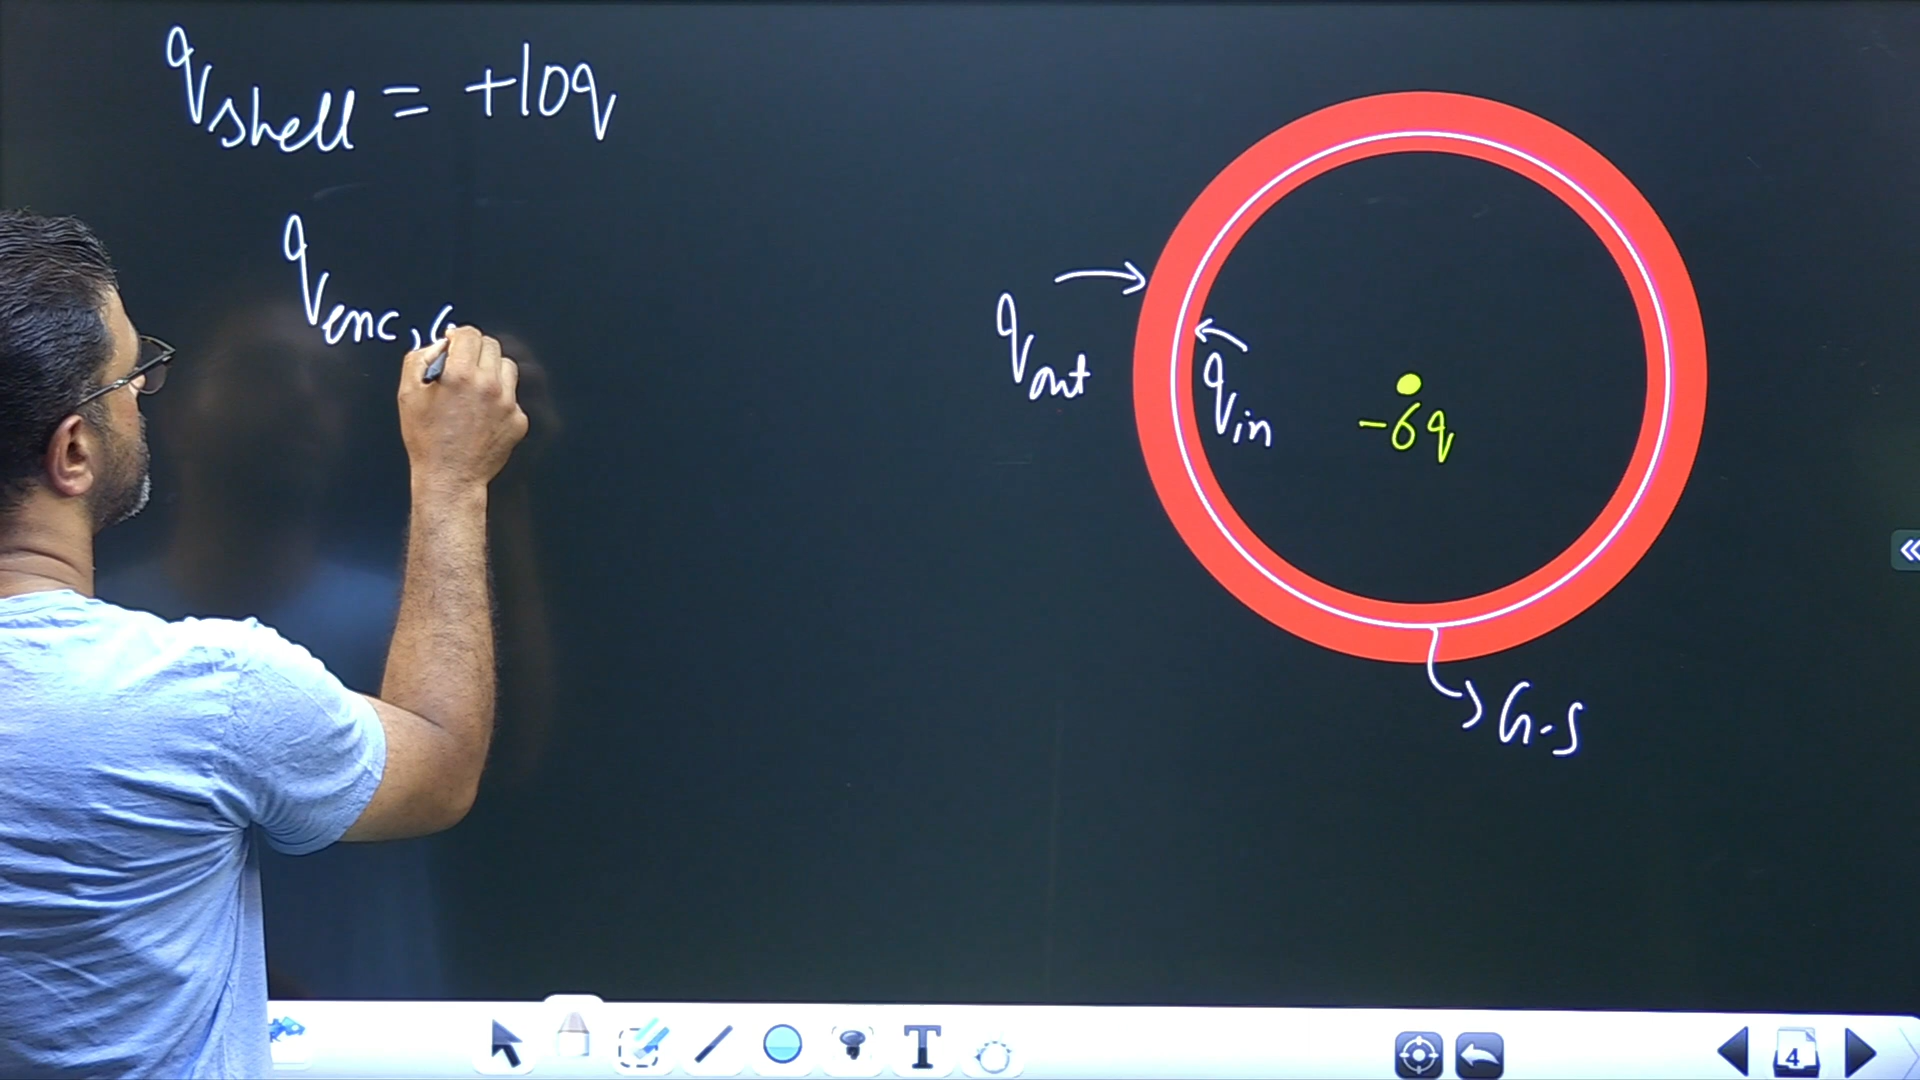 q_shell = +10q
q_enc, G
q_out
q_in
-6q
G.S
T
4